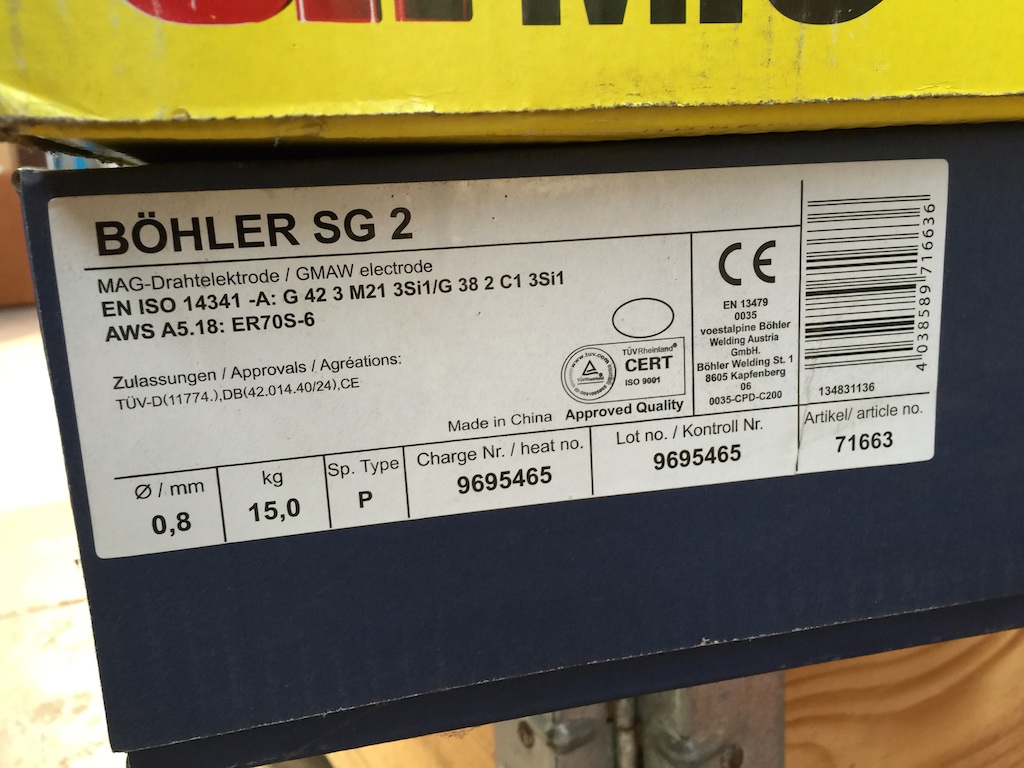 BÖHLER SG 2
MAG-Drahtelektrode / GMAW electrode
EN ISO 14341 -A: G 42 3 M21 3Si1/G 38 2 C1 3Si1
AWS A5.18: ER70S-6
Zulassungen / Approvals / Agréations:
TÜV-D(11774.),DB(42.014.40/24),CE
Made in China
www.tuv.com
TÜVRheinland
TÜVRheinland®
CERT
ISO 9001
Approved Quality
CE
EN 13479
0035
voestalpine Böhler
Welding Austria
GmbH.
Böhler Welding St. 1
8605 Kapfenberg
06
0035-CPD-C200
4 038589 716636
134831136
Artikel/ article no.
71663
Ø / mm
0,8
kg
15,0
Sp. Type
P
Charge Nr. / heat no.
9695465
Lot no. / Kontroll Nr.
9695465